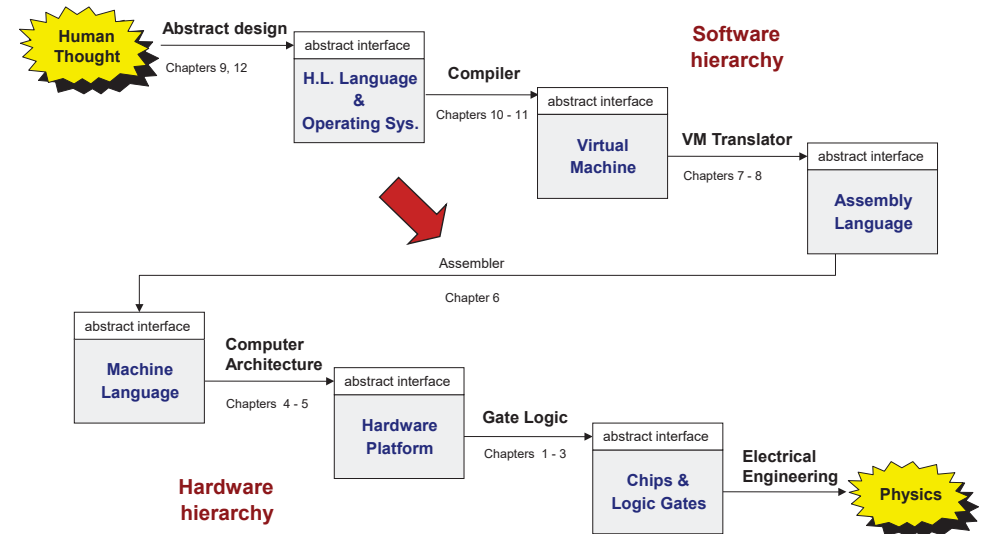 Human
Thought
Abstract design
Chapters 9, 12
abstract interface
H.L. Language
&
Operating Sys.
Software
hierarchy
Compiler
Chapters 10 - 11
abstract interface
Virtual
Machine
VM Translator
Chapters 7 - 8
abstract interface
Assembly
Language
Assembler
Chapter 6
abstract interface
Machine
Language
Computer
Architecture
Chapters 4 - 5
abstract interface
Hardware
Platform
Gate Logic
Chapters 1 - 3
abstract interface
Chips &
Logic Gates
Electrical
Engineering
Physics
Hardware
hierarchy